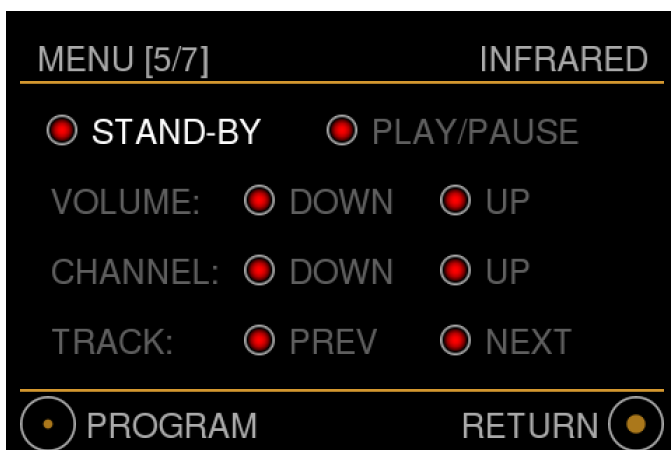 MENU [5/7] INFRARED
STAND-BY PLAY/PAUSE
VOLUME: DOWN UP
CHANNEL: DOWN UP
TRACK: PREV NEXT
PROGRAM RETURN